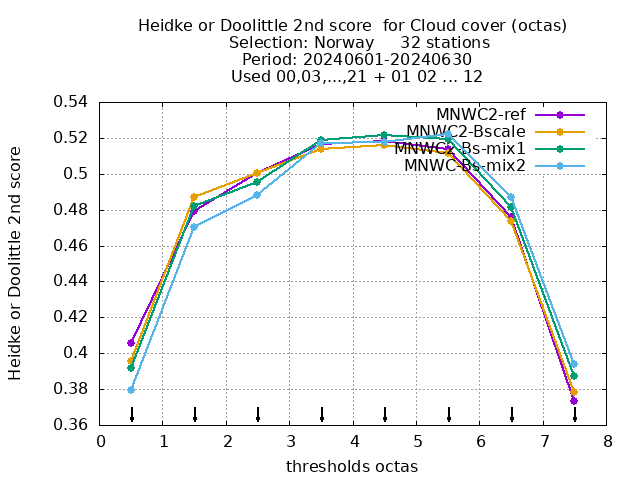 Heidke or Doolittle 2nd score  for Cloud cover (octas)
Selection: Norway     32 stations
Period: 20240601-20240630
Used 00,03,...,21 + 01 02 ... 12
MNWC2-ref
MNWC2-Bscale
MNWC2-Bs-mix1
MNWC-Bs-mix2
Heidke or Doolittle 2nd score
0.54
0.52
0.5
0.48
0.46
0.44
0.42
0.4
0.38
0.36
0 1 2 3 4 5 6 7 8
thresholds octas